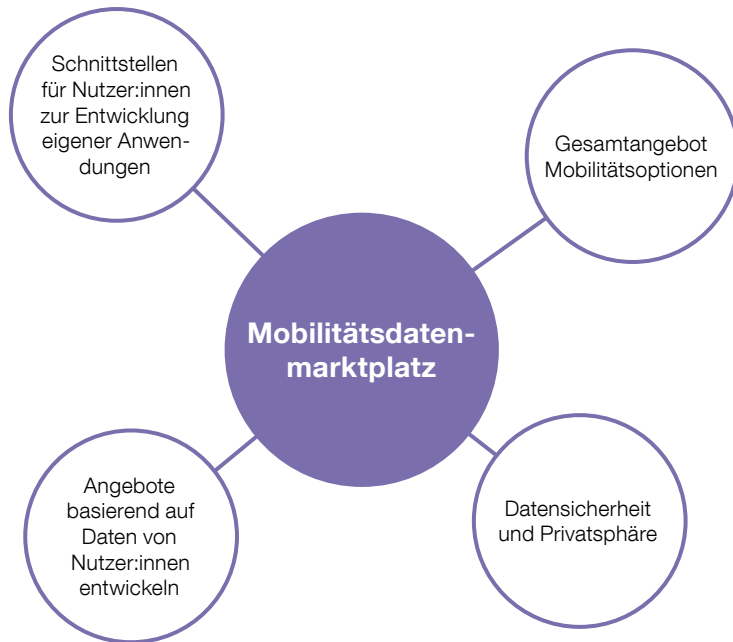 Schnittstellen
für Nutzer:innen
zur Entwicklung
eigener Anwen-
dungen
Gesamtangebot
Mobilitätsoptionen
Mobilitätsdaten-
marktplatz
Angebote
basierend auf
Daten von
Nutzer:innen
entwickeln
Datensicherheit
und Privatsphäre